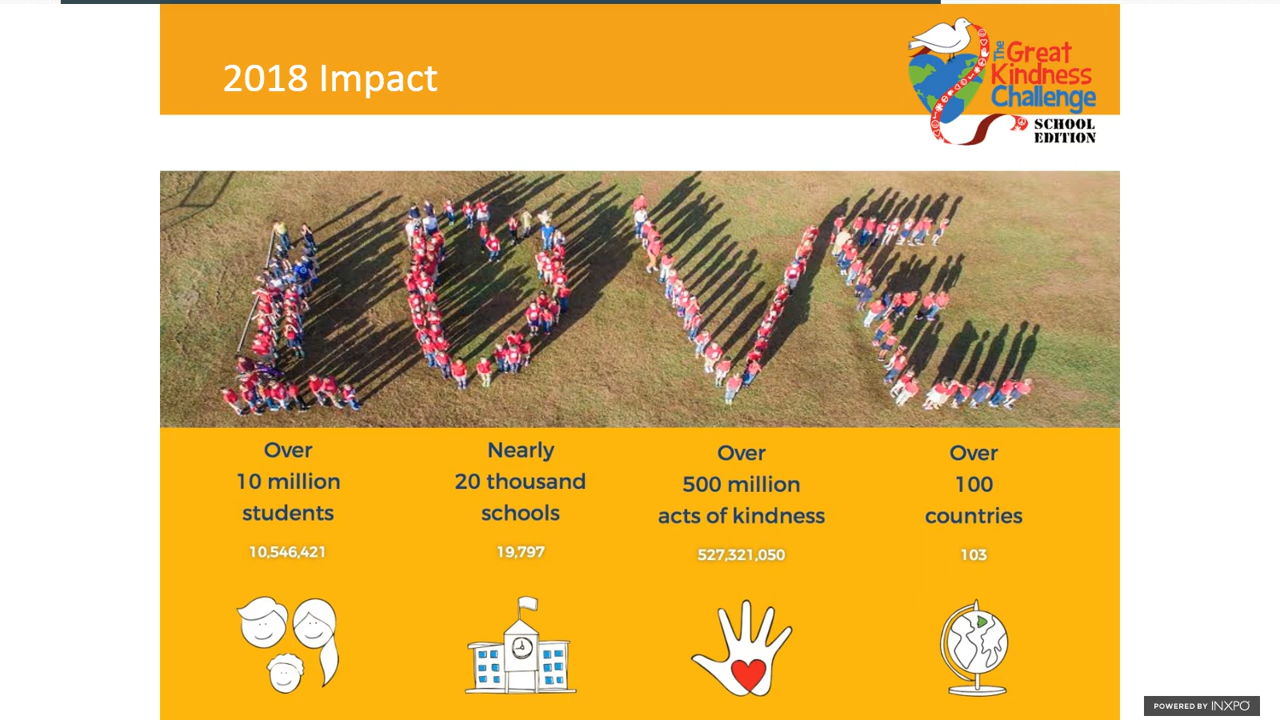 2018 Impact
The Great
Kindness
Challenge
SCHOOL
EDITION
LOVE
Over
10 million
students
10,546,421
Nearly
20 thousand
schools
19,797
Over
500 million
acts of kindness
527,321,050
Over
100
countries
103
POWERED BY INXPO